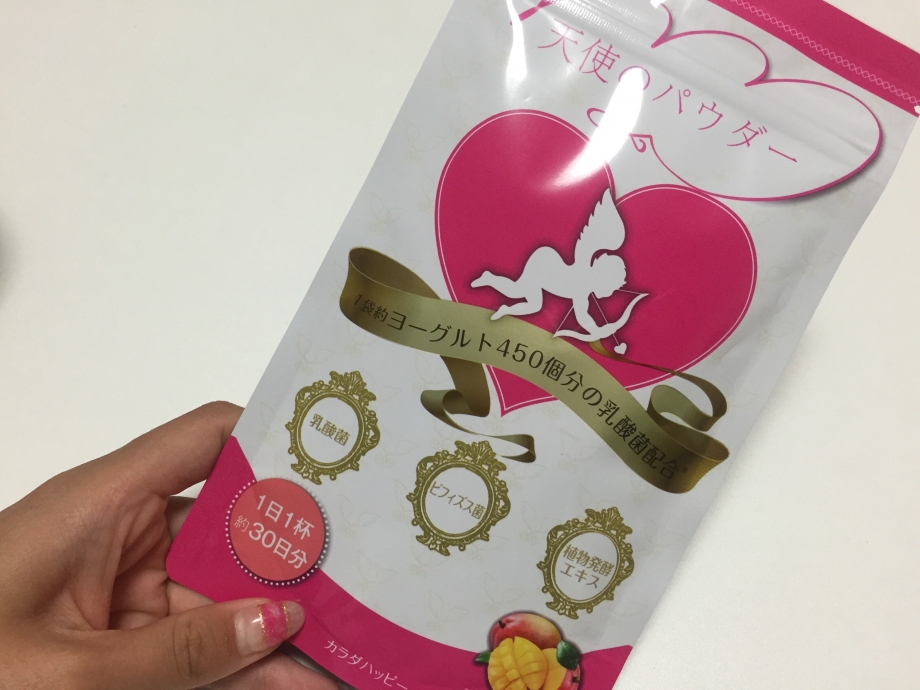 天使のパウダー
1袋約ヨーグルト450個分の乳酸菌配合*
乳酸菌
ビフィズス菌
植物発酵
エキス
1日1杯
約30日分
カラダハッピー